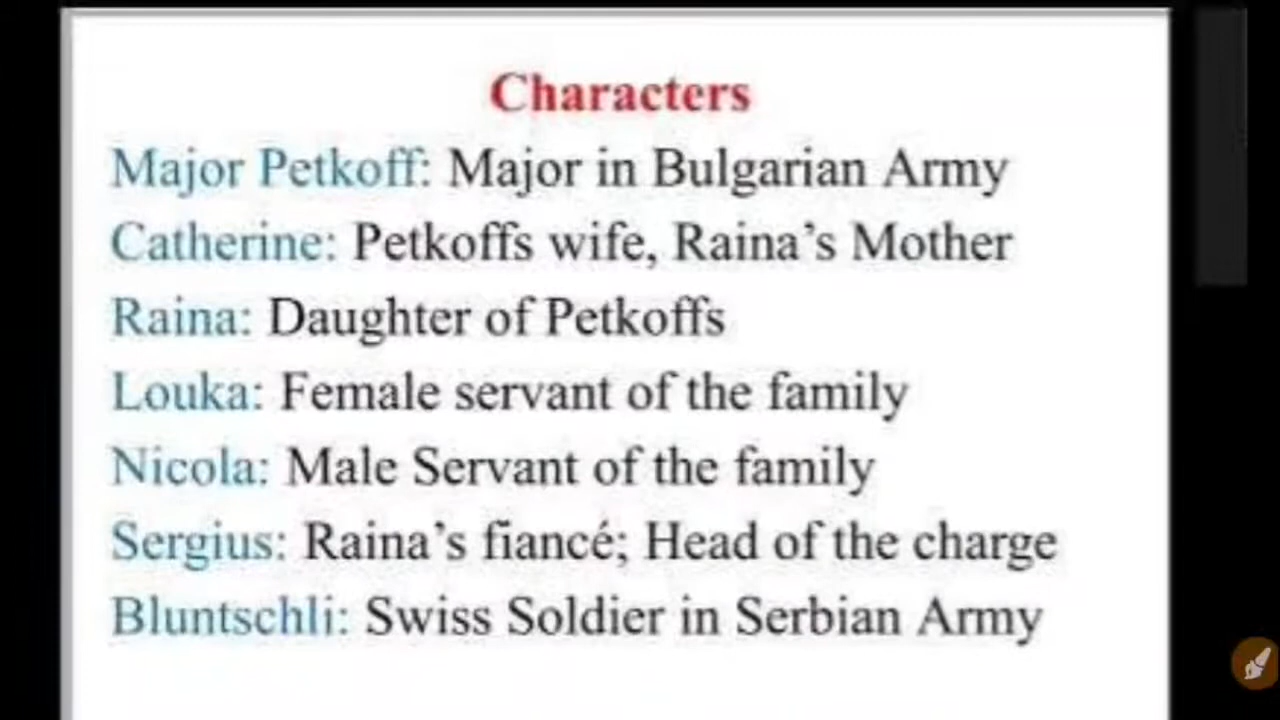 Characters
Major Petkoff: Major in Bulgarian Army
Catherine: Petkoffs wife, Raina’s Mother
Raina: Daughter of Petkoffs
Louka: Female servant of the family
Nicola: Male Servant of the family
Sergius: Raina’s fiancé; Head of the charge
Bluntschli: Swiss Soldier in Serbian Army